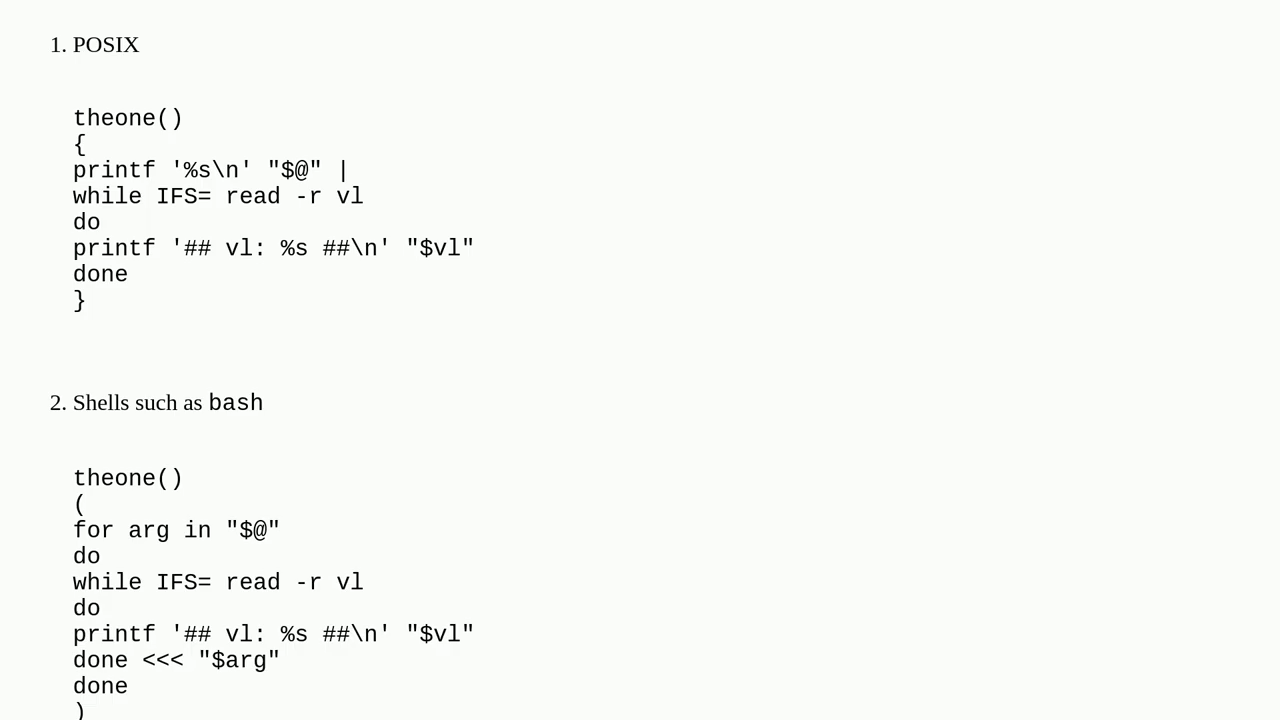 1. POSIX
theone()
{
printf '%s\n' "$@" |
while IFS= read -r vl
do
printf '## vl: %s ##\n' "$vl"
done
}
2. Shells such as bash
theone()
(
for arg in "$@"
do
while IFS= read -r vl
do
printf '## vl: %s ##\n' "$vl"
done <<< "$arg"
done
)